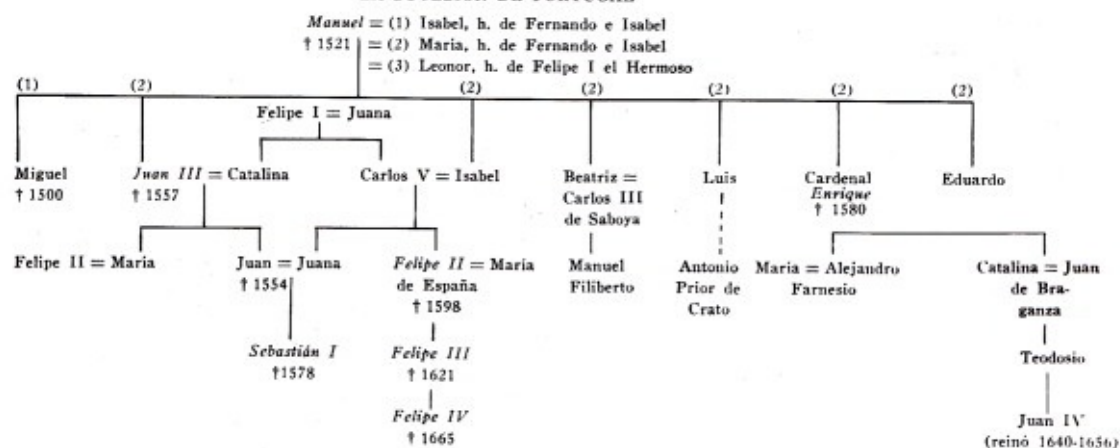 Manuel = (1) Isabel, h. de Fernando e Isabel
† 1521 = (2) Maria, h. de Fernando e Isabel
= (3) Leonor, h. de Felipe I el Hermoso
(1) (2) (2) (2) (2) (2) (2)
Felipe I = Juana
Miguel
† 1500
Juan III = Catalina
† 1557
Carlos V = Isabel
Beatriz =
Carlos III
de Saboya
Luis
Cardenal
Enrique
† 1580
Eduardo
Felipe II = Maria
Juan = Juana
† 1554
Felipe II = Maria
de España
† 1598
Manuel
Filiberto
Antonio
Prior de
Crato
Maria = Alejandro
Farnesio
Catalina = Juan
de Bra-
ganza
Sebastián I
†1578
Felipe III
† 1621
Teodosio
Felipe IV
† 1665
Juan IV
(reinó 1640-1656)